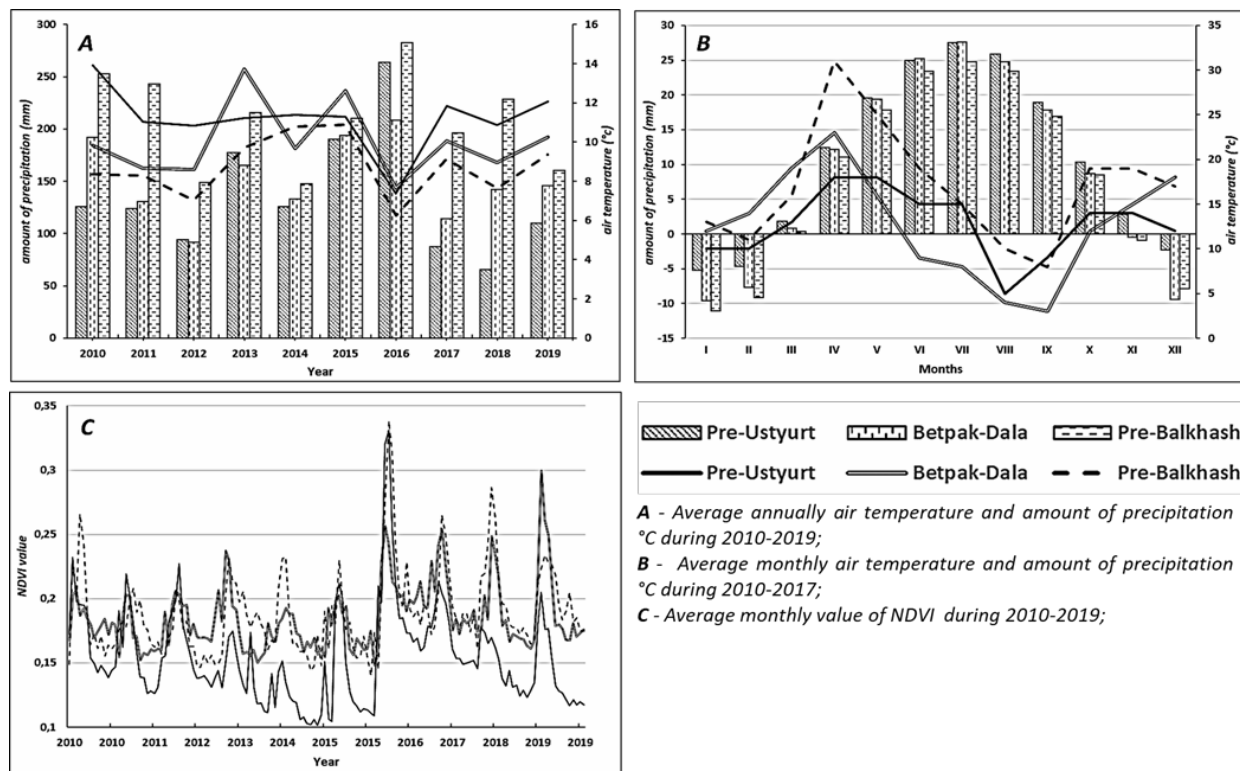 A
amount of precipitation (mm)
300
250
200
150
100
50
0
16
14
12
10
8
6
4
2
0
air temperature (°c)
2010 2011 2012 2013 2014 2015 2016 2017 2018 2019
Year
B
amount of precipitation (mm)
30
25
20
15
10
5
0
-5
-10
-15
35
30
25
20
15
10
5
0
air temperature (°c)
I II III IV V VI VII VIII IX X XI XII
Months
C
NDVI value
0,35
0,3
0,25
0,2
0,15
0,1
2010 2010 2011 2012 2013 2014 2015 2015 2016 2017 2018 2019 2019
Year
Pre-Ustyurt Betpak-Dala Pre-Balkhash
Pre-Ustyurt Betpak-Dala Pre-Balkhash
A - Average annually air temperature and amount of precipitation
°C during 2010-2019;
B - Average monthly air temperature and amount of precipitation
°C during 2010-2017;
C - Average monthly value of NDVI during 2010-2019;